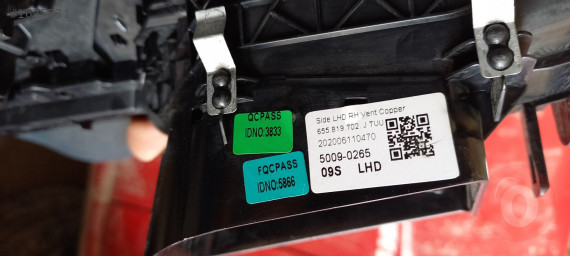 QCPASS
IDNO:3833
FQCPASS
IDNO:5866
Side LHD RH Vent Copper
655.819.702 J TUU
202006110470
5009-0265
09S LHD